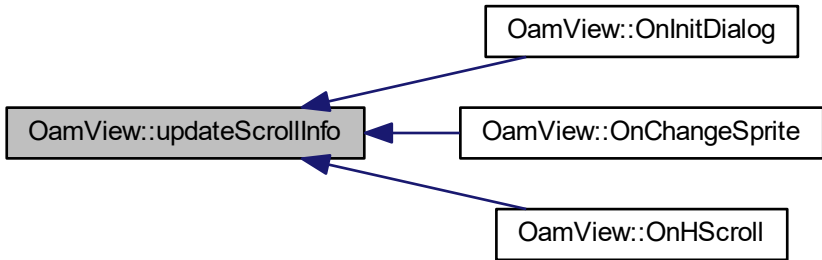 OamView::OnInitDialog
OamView::updateScrollInfo
OamView::OnChangeSprite
OamView::OnHScroll